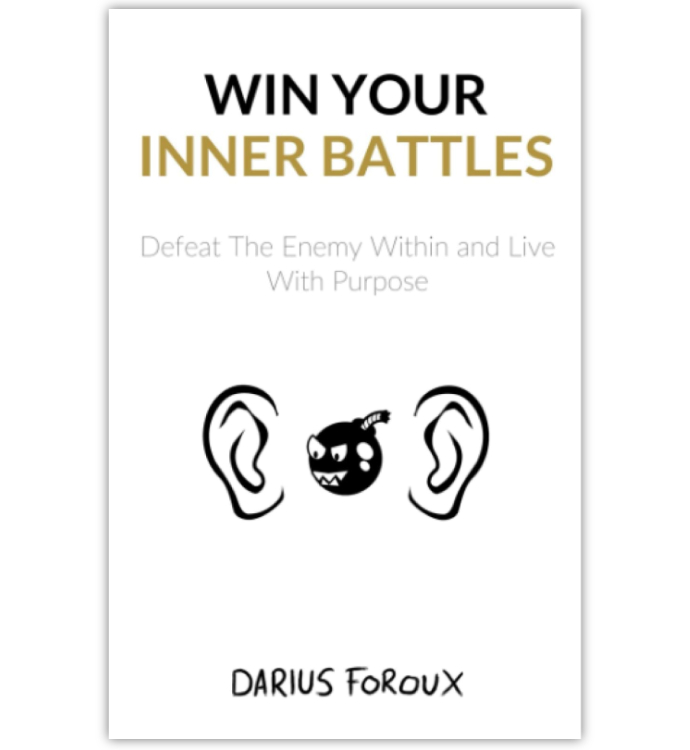 WIN YOUR
INNER BATTLES
Defeat The Enemy Within and Live
With Purpose
DARIUS FOROUX